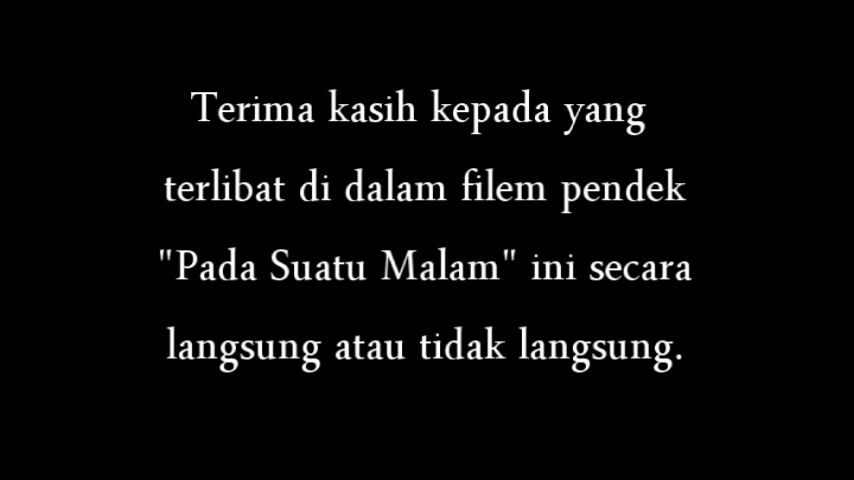 Terima kasih kepada yang
terlibat di dalam filem pendek
"Pada Suatu Malam" ini secara
langsung atau tidak langsung.